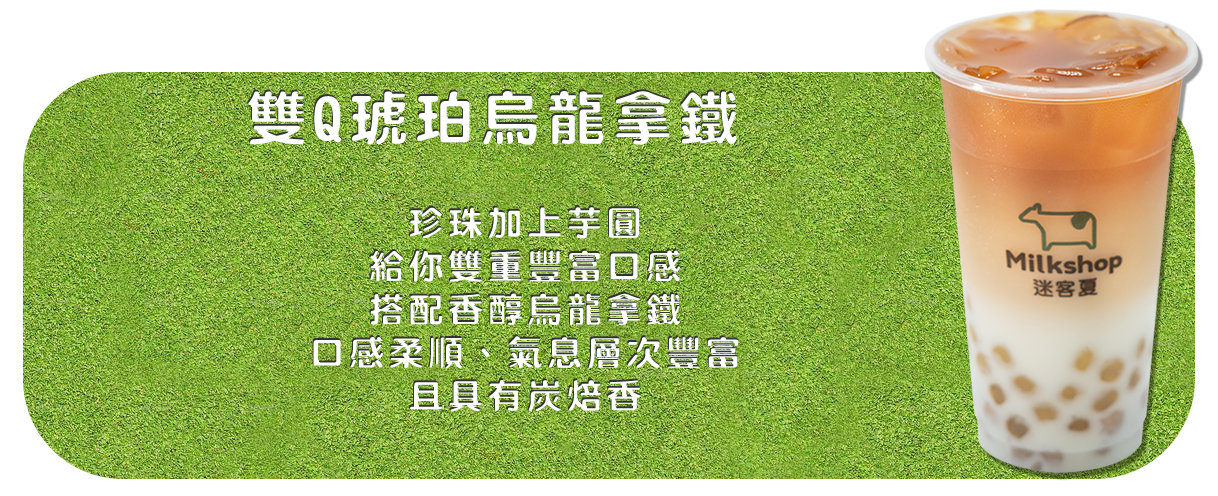 雙Q琥珀烏龍拿鐵
珍珠加上芋圓
給你雙重豐富口感
搭配香醇烏龍拿鐵
口感柔順、氣息層次豐富
且具有炭焙香
Milkshop
迷客夏